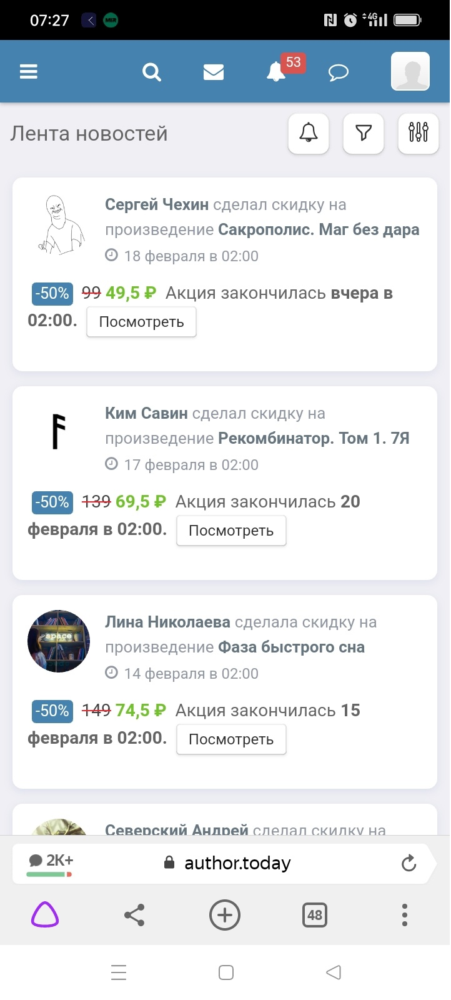 07:27
MIR
4G
53
Лента новостей
Сергей Чехин сделал скидку на
произведение Сакрополис. Маг без дара
18 февраля в 02:00
-50% 99 49,5 ₽ Акция закончилась вчера в
02:00. Посмотреть
Ким Савин сделал скидку на
произведение Рекомбинатор. Том 1. 7Я
17 февраля в 02:00
-50% 139 69,5 ₽ Акция закончилась 20
февраля в 02:00. Посмотреть
space
Лина Николаева сделала скидку на
произведение Фаза быстрого сна
14 февраля в 02:00
-50% 149 74,5 ₽ Акция закончилась 15
февраля в 02:00. Посмотреть
Северский Андрей сделал скидку на
2K+ author.today
48